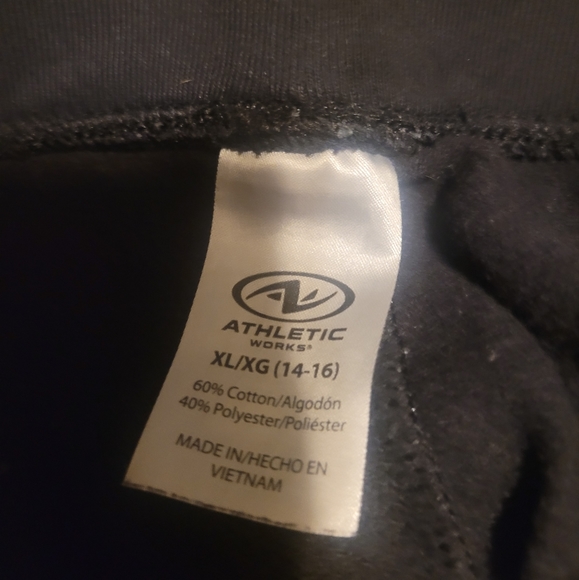 ATHLETIC
WORKS®
XL/XG (14-16)
60% Cotton/Algodón
40% Polyester/Poliéster
MADE IN/HECHO EN
VIETNAM